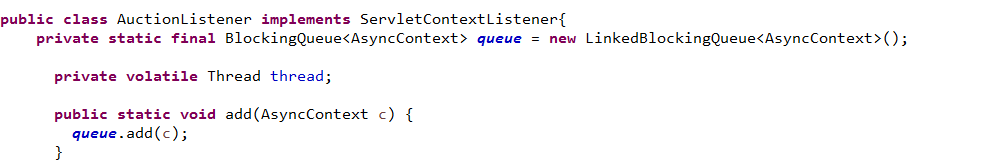 public class AuctionListener implements ServletContextListener{
private static final BlockingQueue<AsyncContext> queue = new LinkedBlockingQueue<AsyncContext>();
private volatile Thread thread;
public static void add(AsyncContext c) {
queue.add(c);
}